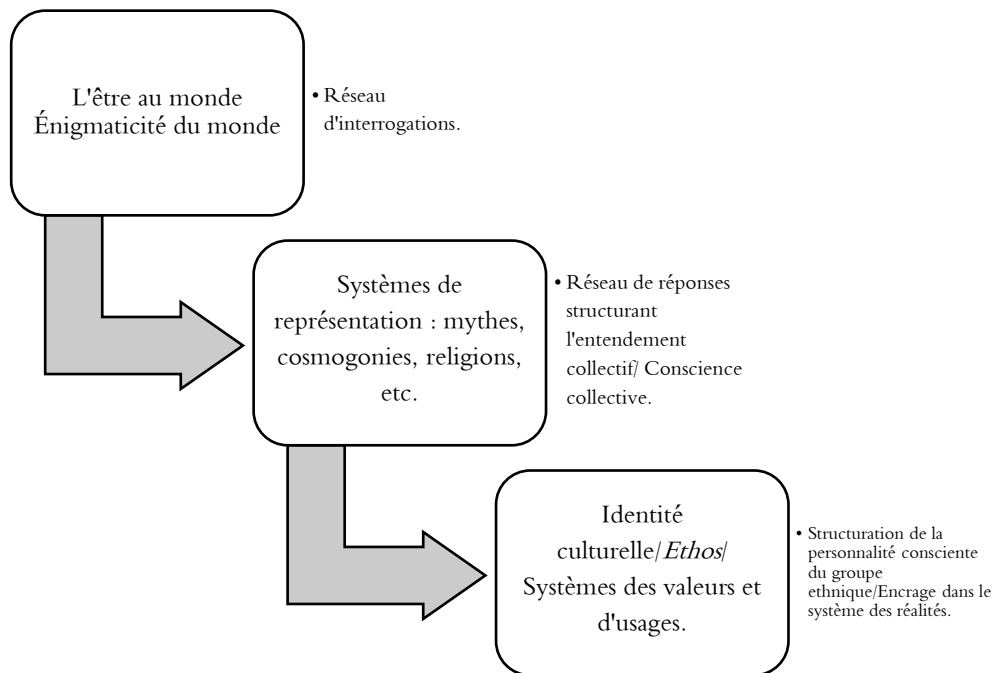 L'être au monde
Énigmaticité du monde
• Réseau
d'interrogations.
Systèmes de
représentation : mythes,
cosmogonies, religions,
etc.
• Réseau de réponses
structurant
l'entendement
collectif/ Conscience
collective.
Identité
culturelle/Ethos/
Systèmes des valeurs et
d'usages.
• Structuration de la
personnalité consciente
du groupe
ethnique/Encrage dans le
système des réalités.